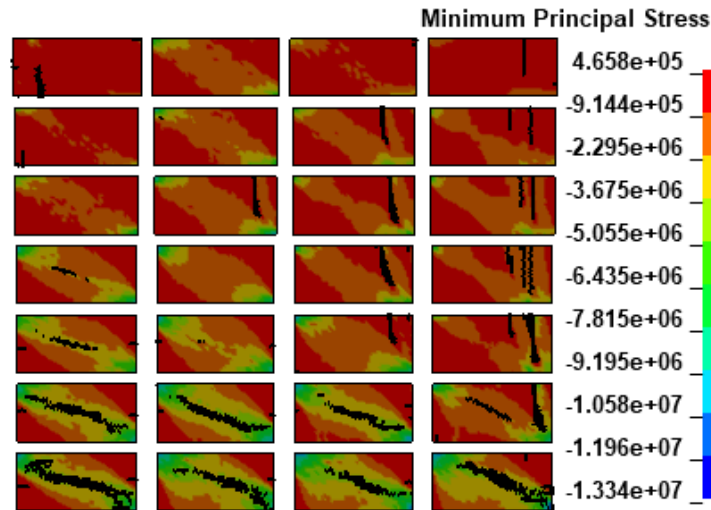 Minimum Principal Stress
4.658e+05
-9.144e+05
-2.295e+06
-3.675e+06
-5.055e+06
-6.435e+06
-7.815e+06
-9.195e+06
-1.058e+07
-1.196e+07
-1.334e+07